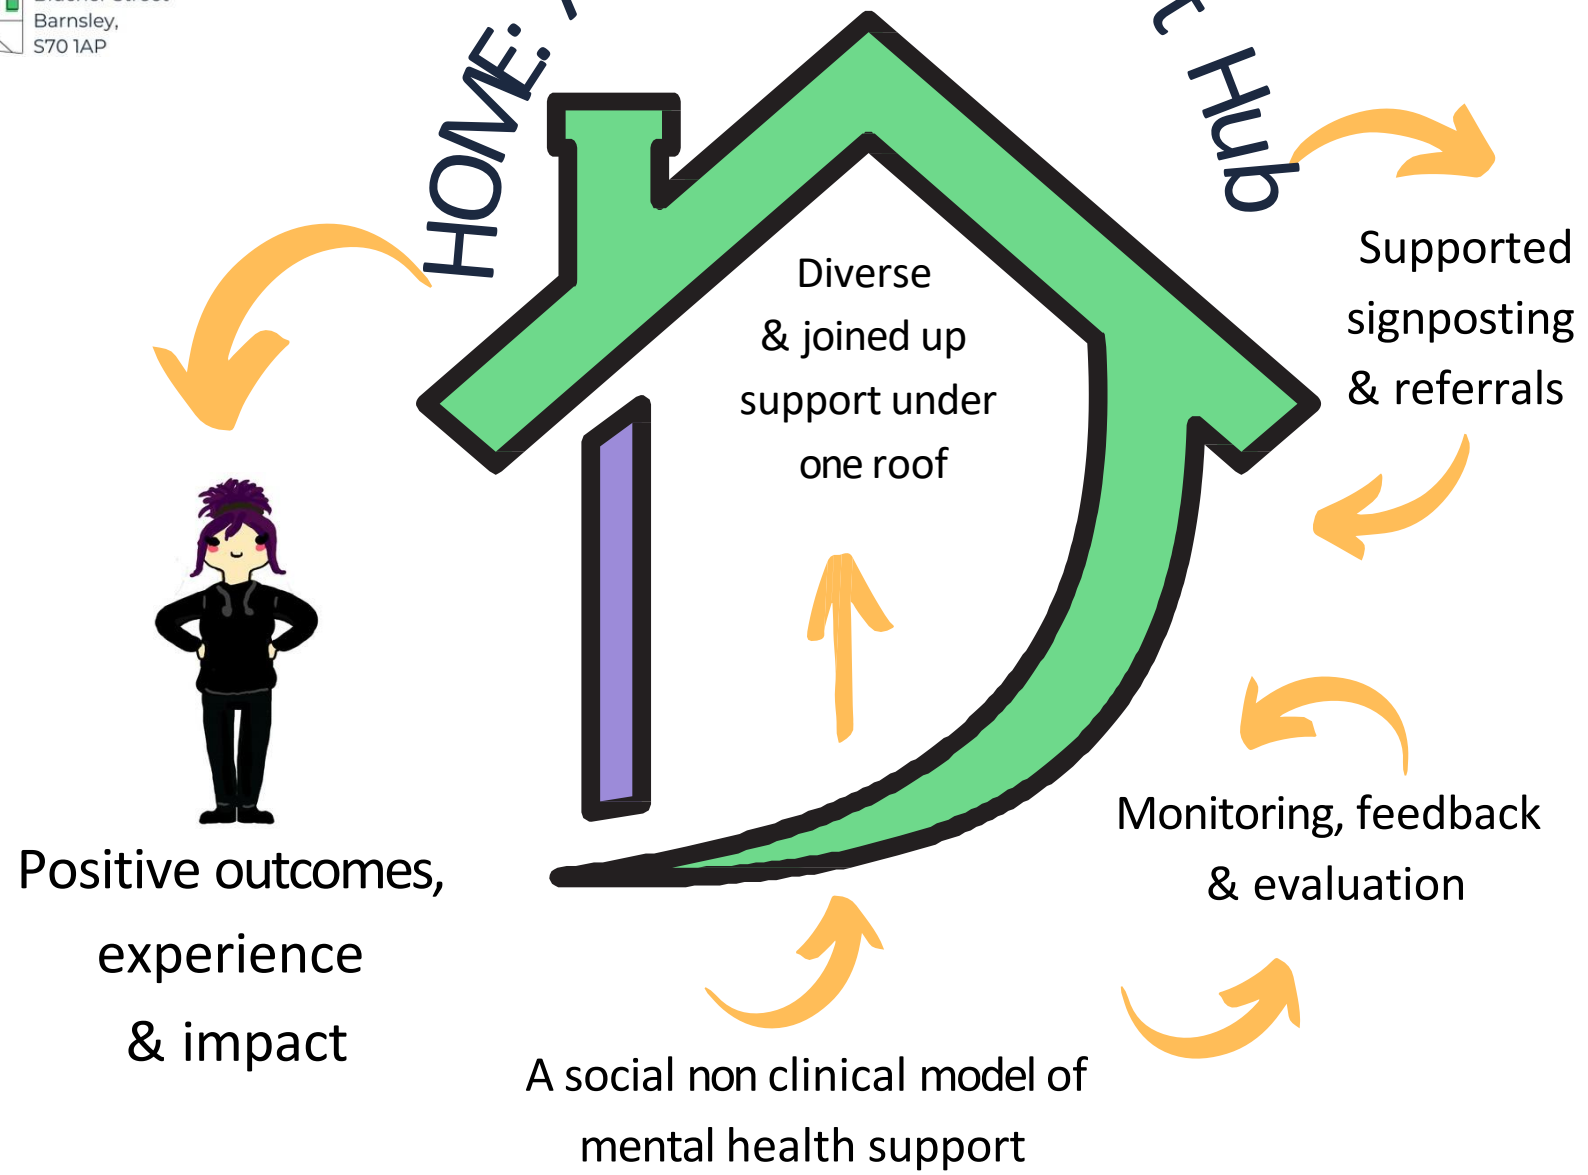 Barnsley,
S70 1AP
HOME:
Hub
Diverse
& joined up
support under
one roof
Supported
signposting
& referrals
Monitoring, feedback
& evaluation
Positive outcomes,
experience
& impact
A social non clinical model of
mental health support